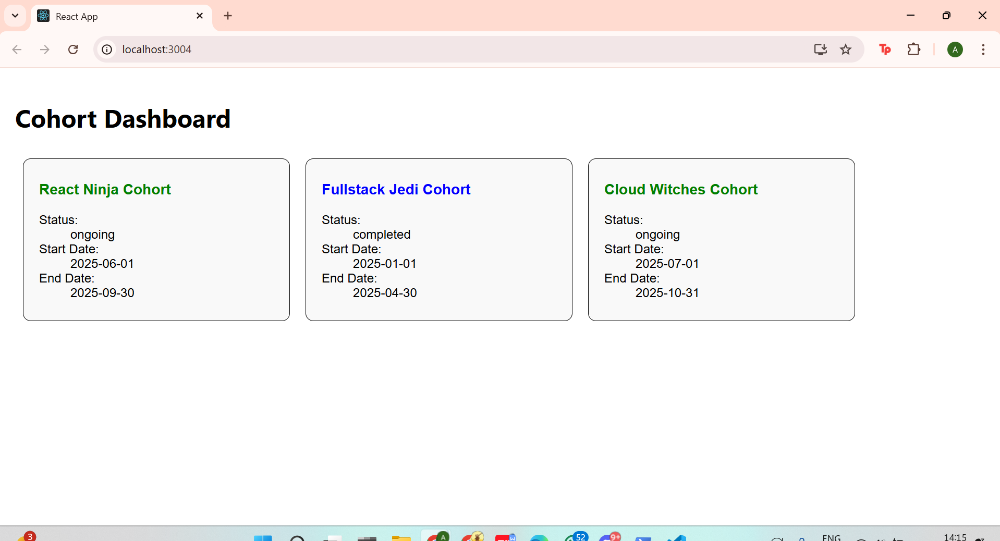 React App
localhost:3004
Tp
A
Cohort Dashboard
React Ninja Cohort
Status:
ongoing
Start Date:
2025-06-01
End Date:
2025-09-30
Fullstack Jedi Cohort
Status:
completed
Start Date:
2025-01-01
End Date:
2025-04-30
Cloud Witches Cohort
Status:
ongoing
Start Date:
2025-07-01
End Date:
2025-10-31
3
A
52
9+
ENG
14:15